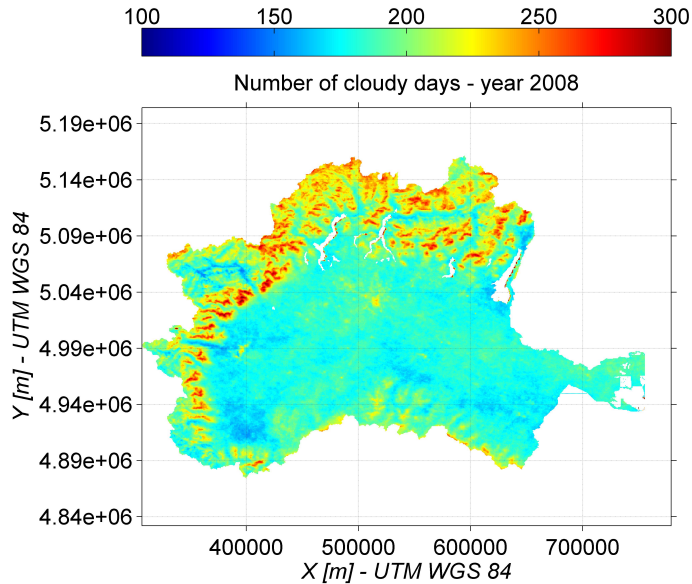 100 150 200 250 300
Number of cloudy days - year 2008
5.19e+06
5.14e+06
5.09e+06
5.04e+06
4.99e+06
4.94e+06
4.89e+06
4.84e+06
Y [m] - UTM WGS 84
400000 500000 600000 700000
X [m] - UTM WGS 84